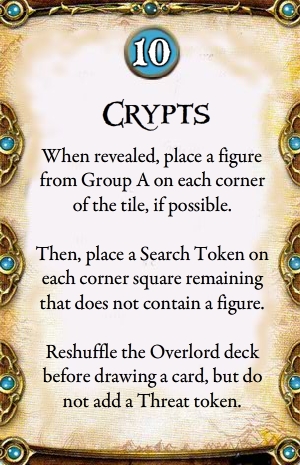 10
Crypts
When revealed, place a figure
from Group A on each corner
of the tile, if possible.
Then, place a Search Token on
each corner square remaining
that does not contain a figure.
Reshuffle the Overlord deck
before drawing a card, but do
not add a Threat token.